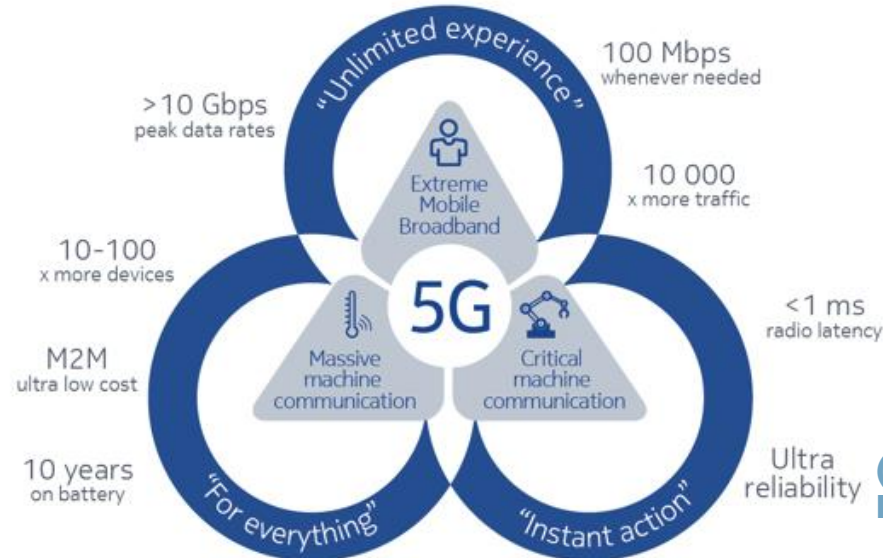 “Unlimited experience”
100 Mbps
whenever needed
>10 Gbps
peak data rates
10 000
x more traffic
Extreme
Mobile
Broadband
10-100
x more devices
5G
<1 ms
radio latency
M2M
ultra low cost
Massive
machine
communication
Critical
machine
communication
10 years
on battery
Ultra
reliability
“For everything”
“Instant action”